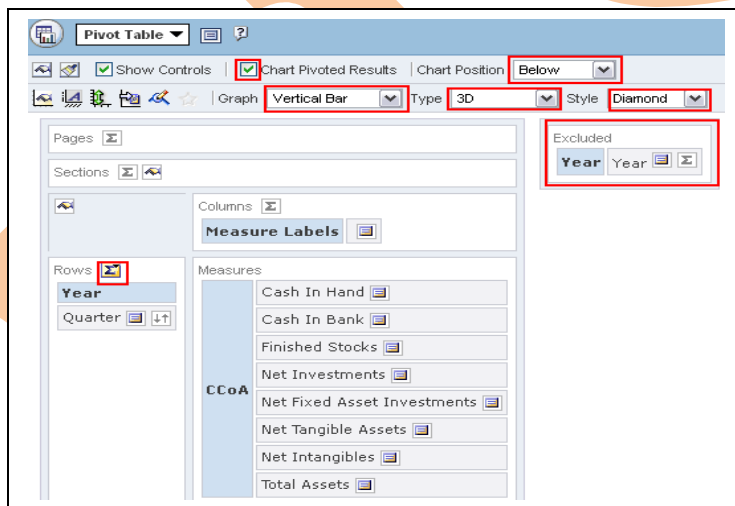 Pivot Table
Show Controls Chart Pivoted Results Chart Position Below
Graph Vertical Bar Type 3D Style Diamond
Pages Σ
Excluded
Year Year Σ
Sections Σ
Columns Σ
Measure Labels
Rows Σ
Year
Quarter
Measures
CCoA
Cash In Hand
Cash In Bank
Finished Stocks
Net Investments
Net Fixed Asset Investments
Net Tangible Assets
Net Intangibles
Total Assets